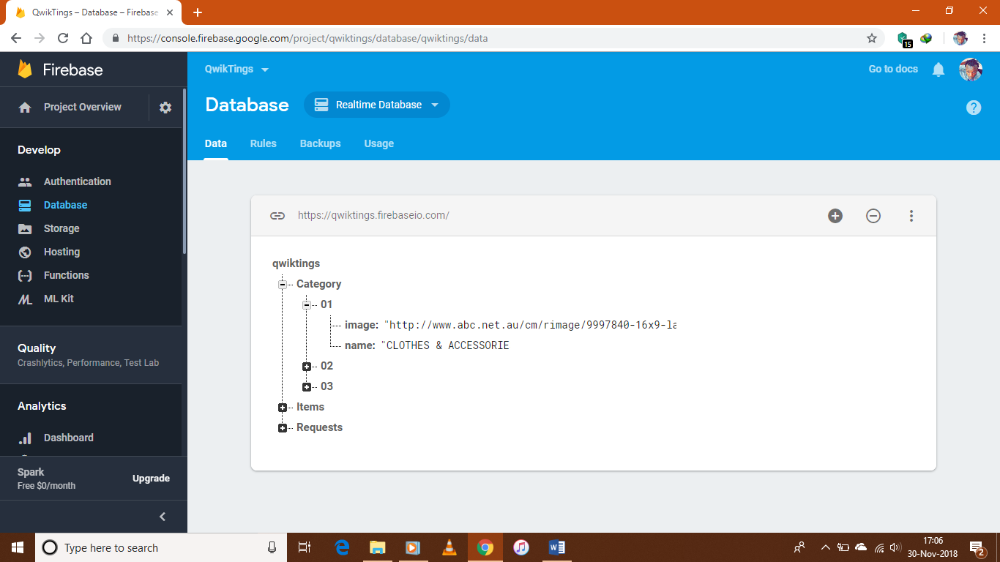 QwikTings – Database – Firebase
https://console.firebase.google.com/project/qwiktings/database/qwiktings/data
15
Firebase
QwikTings
Go to docs
Project Overview
Database
Realtime Database
?
Data Rules Backups Usage
Develop
Authentication
Database
Storage
Hosting
Functions
ML Kit
Quality
Crashlytics, Performance, Test Lab
Analytics
Dashboard
Spark
Free $0/month
Upgrade
https://qwiktings.firebaseio.com/
qwiktings
Category
01
image: "http://www.abc.net.au/cm/rimage/9997840-16x9-la
name: "CLOTHES & ACCESSORIE
02
03
Items
Requests
Type here to search
17:06
30-Nov-2018
2